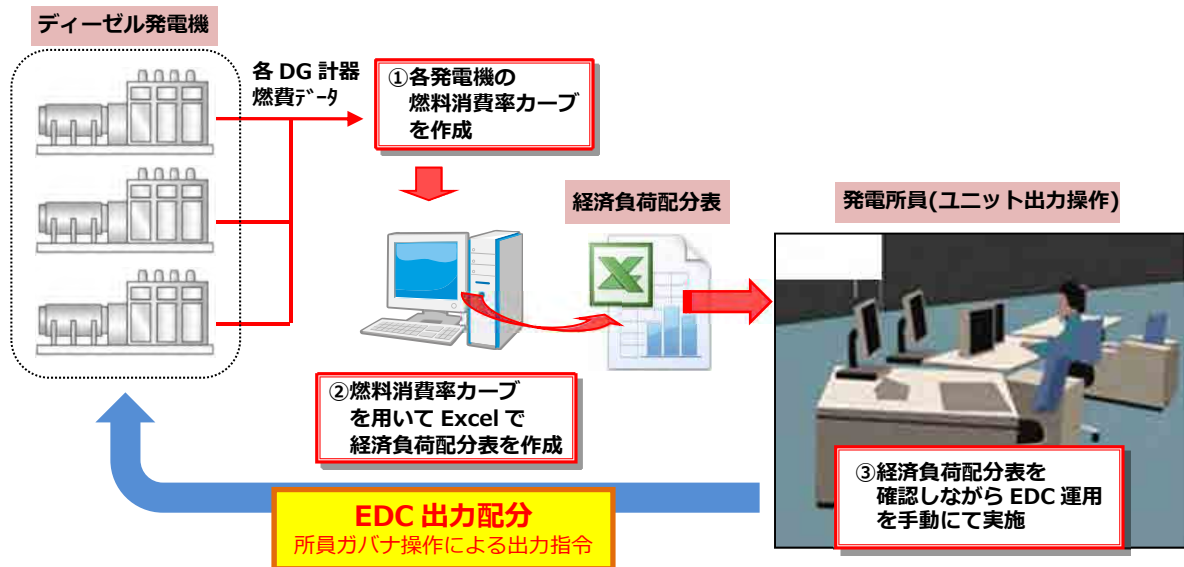 ディーゼル発電機
各 DG 計器
燃費ﾃﾞｰﾀ
①各発電機の
燃料消費率カーブ
を作成
経済負荷配分表
発電所員(ユニット出力操作)
②燃料消費率カーブ
を用いて Excel で
経済負荷配分表を作成
③経済負荷配分表を
確認しながら EDC 運用
を手動にて実施
EDC 出力配分
所員ガバナ操作による出力指令